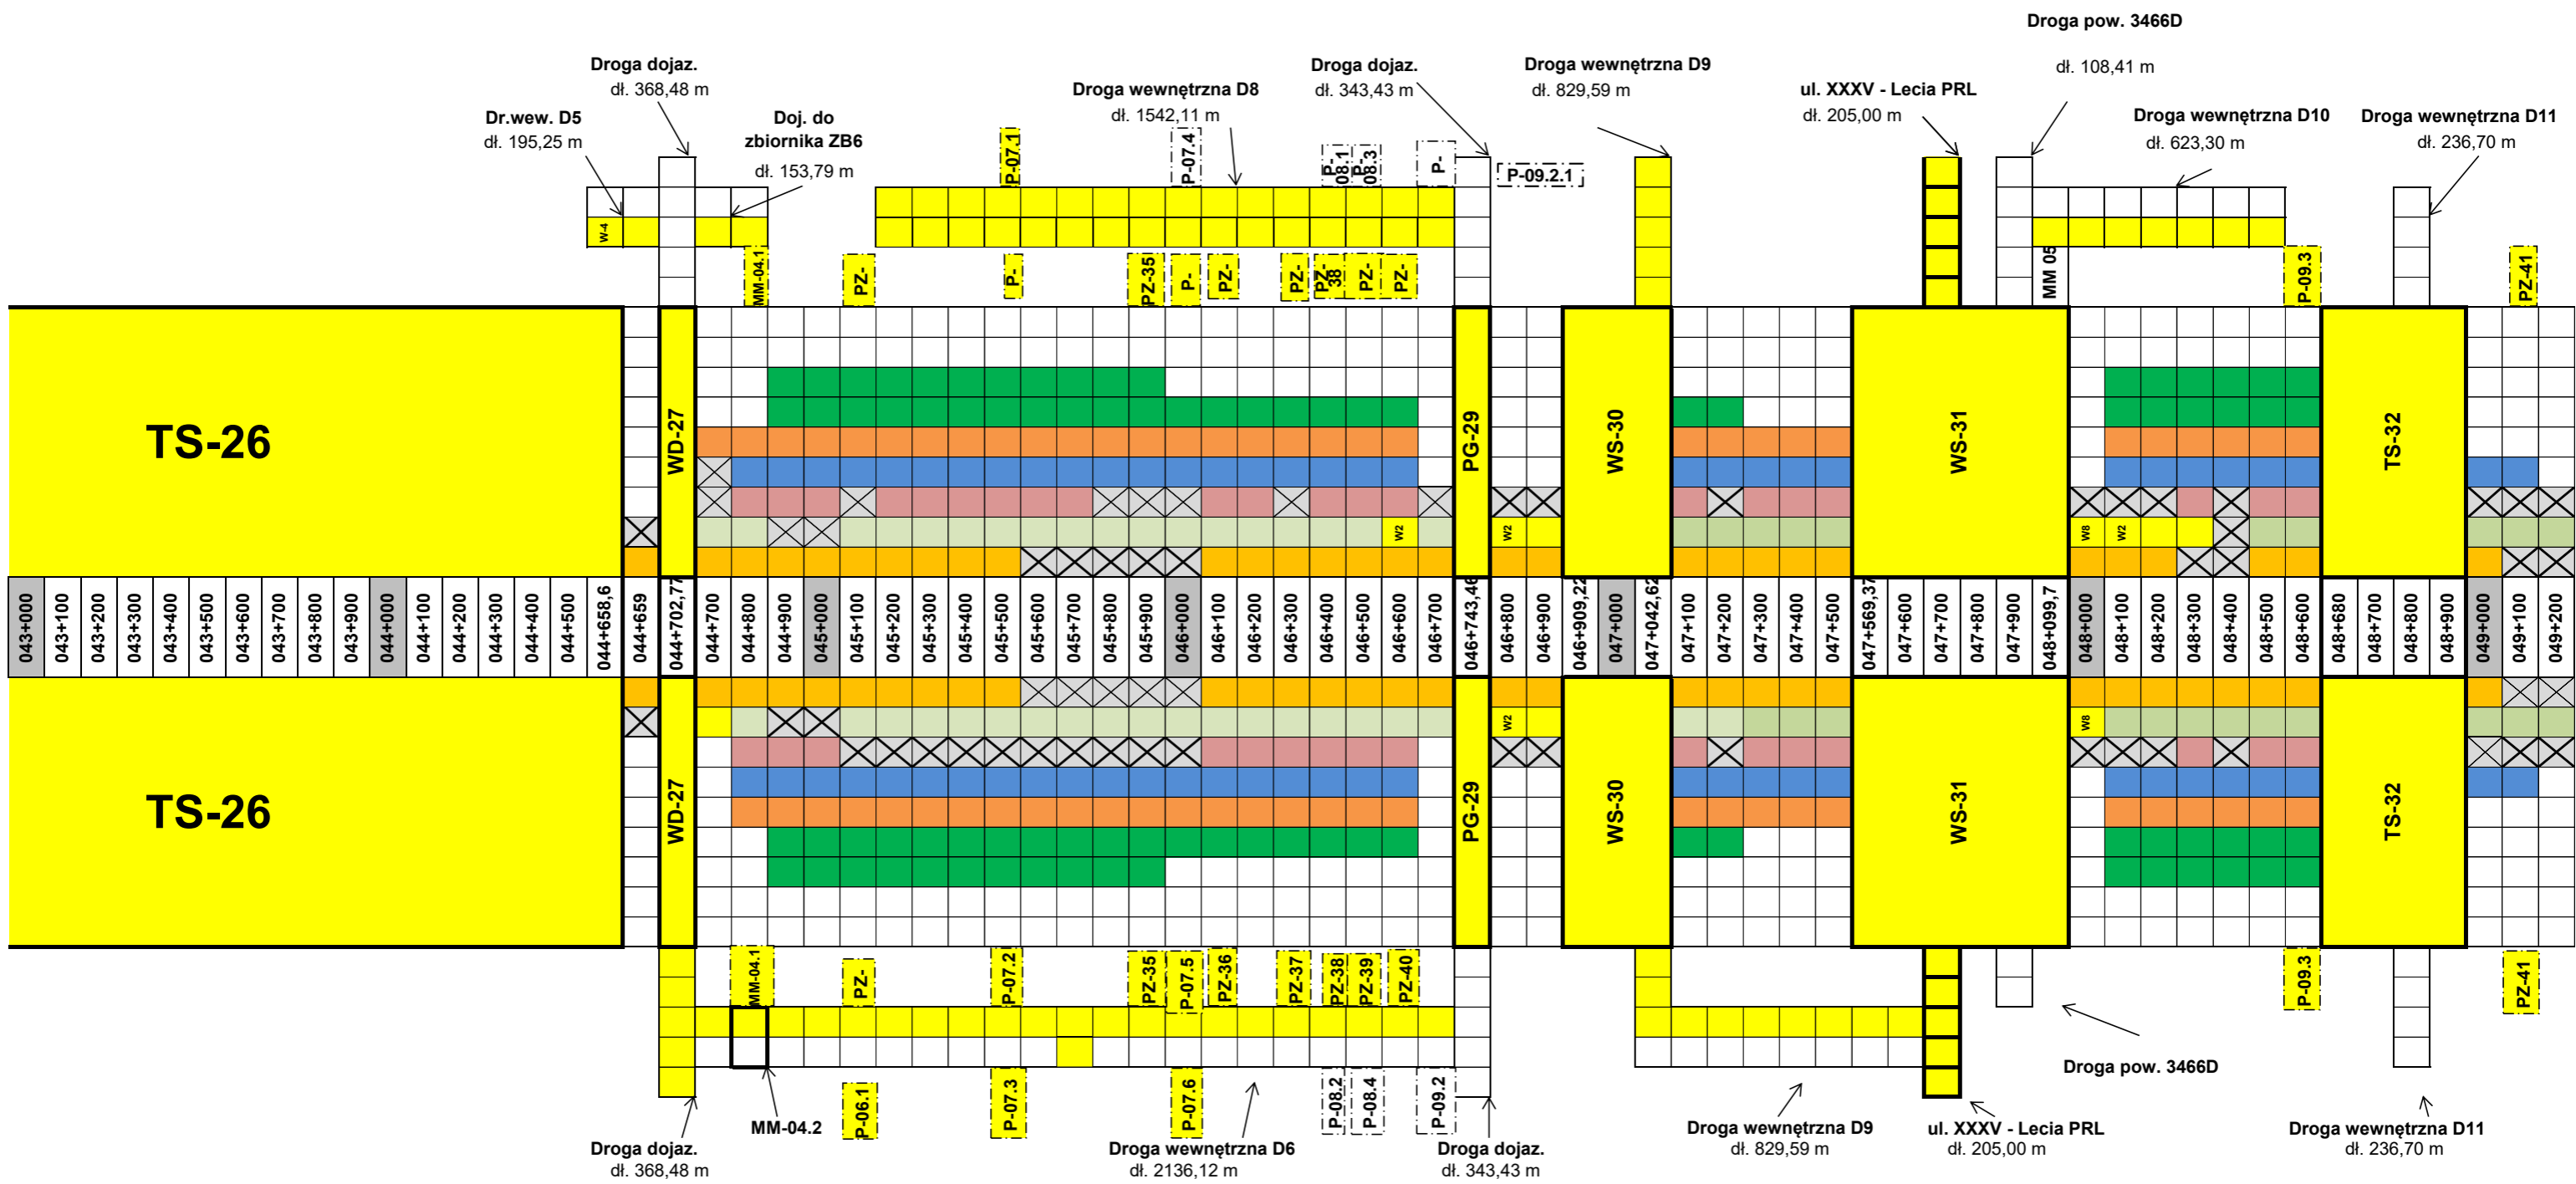 Droga pow. 3466D
dł. 108,41 m
Droga dojaz.
dł. 368,48 m
Droga dojaz.
dł. 343,43 m
Droga wewnętrzna D9
dł. 829,59 m
Droga wewnętrzna D8
dł. 1542,11 m
ul. XXXV - Lecia PRL
dł. 205,00 m
Dr.wew. D5
dł. 195,25 m
Doj. do
zbiornika ZB6
dł. 153,79 m
Droga wewnętrzna D10
dł. 623,30 m
Droga wewnętrzna D11
dł. 236,70 m
P-07.1
P-07.4
P-
08.1
P-
08.3
P-
P-09.2.1
W-4
MM-04.1
PZ-
P-
PZ-35
P-
PZ-
PZ-
PZ-
38
PZ-
PZ-
MM 05
P-09.3
PZ-41
TS-26
WD-27
PG-29
WS-30
WS-31
TS-32
W2
W2
W8
W2
043+000
043+100
043+200
043+300
043+400
043+500
043+600
043+700
043+800
043+900
044+000
044+100
044+200
044+300
044+400
044+500
044+658,6
044+659
044+702,77
044+700
044+800
044+900
045+000
045+100
045+200
045+300
045+400
045+500
045+600
045+700
045+800
045+900
046+000
046+100
046+200
046+300
046+400
046+500
046+600
046+700
046+743,46
046+800
046+900
046+909,22
047+000
047+042,62
047+100
047+200
047+300
047+400
047+500
047+569,37
047+600
047+700
047+800
047+900
048+099,7
048+000
048+100
048+200
048+300
048+400
048+500
048+600
048+680
048+700
048+800
048+900
049+000
049+100
049+200
W2
W8
TS-26
WD-27
PG-29
WS-30
WS-31
TS-32
MM-04.1
PZ-
P-07.2
PZ-35
P-07.5
PZ-36
PZ-37
PZ-38
PZ-39
PZ-40
P-09.3
PZ-41
P-06.1
P-07.3
P-07.6
P-08.2
P-08.4
P-09.2
Droga pow. 3466D
MM-04.2
Droga dojaz.
dł. 368,48 m
Droga wewnętrzna D6
dł. 2136,12 m
Droga dojaz.
dł. 343,43 m
Droga wewnętrzna D9
dł. 829,59 m
ul. XXXV - Lecia PRL
dł. 205,00 m
Droga wewnętrzna D11
dł. 236,70 m